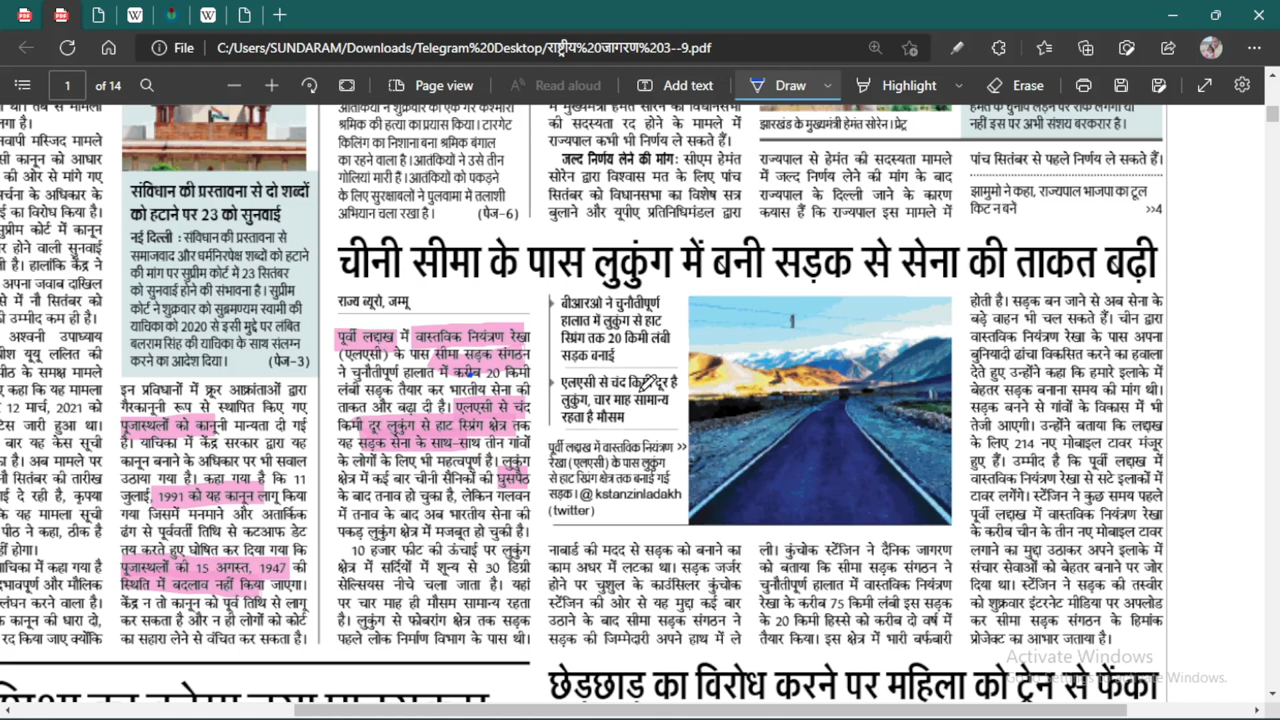 File C:/Users/SUNDARAM/Downloads/Telegram%20Desktop/राष्ट्रीय%20जागरण%203--9.pdf
1 of 14 Page view Read aloud Add text Draw Highlight Erase
संविधान की प्रस्तावना से दो शब्दों
को हटाने पर 23 को सुनवाई
नई दिल्ली : संविधान की प्रस्तावना से
समाजवाद और धर्मनिरपेक्ष शब्दों को हटाने
की मांग पर सुप्रीम कोर्ट में 23 सितंबर
को सुनवाई होने की संभावना है। सुप्रीम
कोर्ट ने शुक्रवार को सुब्रमण्यम स्वामी की
याचिका को 2020 से इसी मुद्दे पर लंबित
बलराम सिंह की याचिका के साथ संलग्न
करने का आदेश दिया। (पेज-3)
इन प्रविधानों में क्रूर आक्रांताओं द्वारा
गैरकानूनी रूप से स्थापित किए गए
पूजास्थलों को कानूनी मान्यता दी गई
है। याचिका में केंद्र सरकार द्वारा यह
कानून बनाने के अधिकार पर भी सवाल
उठाया गया है। कहा गया है कि 11
जुलाई, 1991 को यह कानून लागू किया
गया जिसमें मनमाने और अतार्किक
ढंग से पूर्ववर्ती तिथि से कटआफ डेट
तय करते हुए घोषित कर दिया गया कि
पूजास्थलों की 15 अगस्त, 1947 की
स्थिति में बदलाव नहीं किया जाएगा।
केंद्र न तो कानून को पूर्व तिथि से लागू
कर सकता है और न ही लोगों को कोर्ट
का सहारा लेने से वंचित कर सकता है।
श्रमिक की हत्या का प्रयास किया। टारगेट
किलिंग का निशाना बना श्रमिक बंगाल
का रहने वाला है। आतंकियों ने उसे तीन
गोलियां मारी है। आतंकियों को पकड़ने
के लिए सुरक्षाबलों ने पुलवामा में तलाशी
अभियान चला रखा है। (पेज-6)
में मुख्यमंत्री हेमंत सोरेन की विधानसभा
की सदस्यता रद होने के मामले में
राज्यपाल कभी भी निर्णय ले सकते हैं।
जल्द निर्णय लेने की मांग: सीएम हेमंत
सोरेन द्वारा विश्वास मत के लिए पांच
सितंबर को विधानसभा का विशेष सत्र
बुलाने और यूपीए प्रतिनिधिमंडल द्वारा
झारखंड के मुख्यमंत्री हेमंत सोरेन। प्रेट्र
राज्यपाल से हेमंत की सदस्यता मामले
में जल्द निर्णय लेने की मांग के बाद
राज्यपाल के दिल्ली जाने के कारण
कयास हैं कि राज्यपाल इस मामले में
हेमंत के चुनाव लड़ने पर रोक लगेगी या
नहीं इस पर अभी संशय बरकरार है।
पांच सितंबर से पहले निर्णय ले सकते हैं।
झामुमो ने कहा, राज्यपाल भाजपा का टूल
किट न बनें >>4
चीनी सीमा के पास लुकुंग में बनी सड़क से सेना की ताकत बढ़ी
राज्य ब्यूरो, जम्मू
पूर्वी लद्दाख में वास्तविक नियंत्रण रेखा
(एलएसी) के पास सीमा सड़क संगठन
ने चुनौतीपूर्ण हालात में करीब 20 किमी
लंबी सड़क तैयार कर भारतीय सेना की
ताकत और बढ़ा दी है। एलएसी से चंद
किमी दूर लुकुंग से हाट स्प्रिंग क्षेत्र तक
यह सड़क सेना के साथ-साथ तीन गांवों
के लोगों के लिए भी महत्वपूर्ण है। लुकुंग
क्षेत्र में कई बार चीनी सैनिकों की घुसपैठ
के बाद तनाव हो चुका है, लेकिन गलवन
में तनाव के बाद अब भारतीय सेना की
पकड़ लुकुंग क्षेत्र में मजबूत हो चुकी है।
10 हजार फीट की ऊंचाई पर लुकुंग
क्षेत्र में सर्दियों में शून्य से 30 डिग्री
सेल्सियस नीचे चला जाता है। यहां
पर चार माह ही मौसम सामान्य रहता
है। लुकुंग से फोबरांग क्षेत्र तक सड़क
पहले लोक निर्माण विभाग के पास थी।
बीआरओ ने चुनौतीपूर्ण
हालात में लुकुंग से हाट
स्प्रिंग तक 20 किमी लंबी
सड़क बनाई
एलएसी से चंद किमी दूर है
लुकुंग, चार माह सामान्य
रहता है मौसम
पूर्वी लद्दाख में वास्तविक नियंत्रण >>
रेखा (एलएसी) के पास लुकुंग
से हाट स्प्रिंग क्षेत्र तक बनाई गई
सड़क। @ kstanzinladakh
(twitter)
नाबार्ड की मदद से सड़क को बनाने का
काम अधर में लटका था। सड़क जर्जर
होने पर चुशुल के काउंसिलर कुंचोक
स्टेंजिन की ओर से यह मुद्दा कई बार
उठाने के बाद सीमा सड़क संगठन ने
सड़क की जिम्मेदारी अपने हाथ में ले
ली। कुंचोक स्टेंजिन ने दैनिक जागरण
को बताया कि सीमा सड़क संगठन ने
चुनौतीपूर्ण हालात में वास्तविक नियंत्रण
रेखा के करीब 75 किमी लंबी इस सड़क
के 20 किमी हिस्से को करीब दो वर्ष में
तैयार किया। इस क्षेत्र में भारी बर्फबारी
होती है। सड़क बन जाने से अब सेना के
बड़े वाहन भी चल सकते हैं। चीन द्वारा
वास्तविक नियंत्रण रेखा के पास अपना
बुनियादी ढांचा विकसित करने का हवाला
देते हुए उन्होंने कहा कि हमारे इलाके में
बेहतर सड़क बनाना समय की मांग थी।
सड़क बनने से गांवों के विकास में भी
तेजी आएगी। उन्होंने बताया कि लद्दाख
के लिए 214 नए मोबाइल टावर मंजूर
हुए हैं। उम्मीद है कि पूर्वी लद्दाख में
वास्तविक नियंत्रण रेखा से सटे इलाकों में
टावर लगेंगे। स्टेंजिन ने कुछ समय पहले
पूर्वी लद्दाख में वास्तविक नियंत्रण रेखा
के करीब चीन के तीन नए मोबाइल टावर
लगाने का मुद्दा उठाकर अपने इलाके में
संचार सेवाओं को बेहतर बनाने पर जोर
दिया था। स्टेंजिन ने सड़क की तस्वीर
को शुक्रवार इंटरनेट मीडिया पर अपलोड
कर सीमा सड़क संगठन के हिमांक
प्रोजेक्ट का आभार जताया है।
छेड़छाड़ का विरोध करने पर महिला को ट्रेन से फेंका
Activate Windows